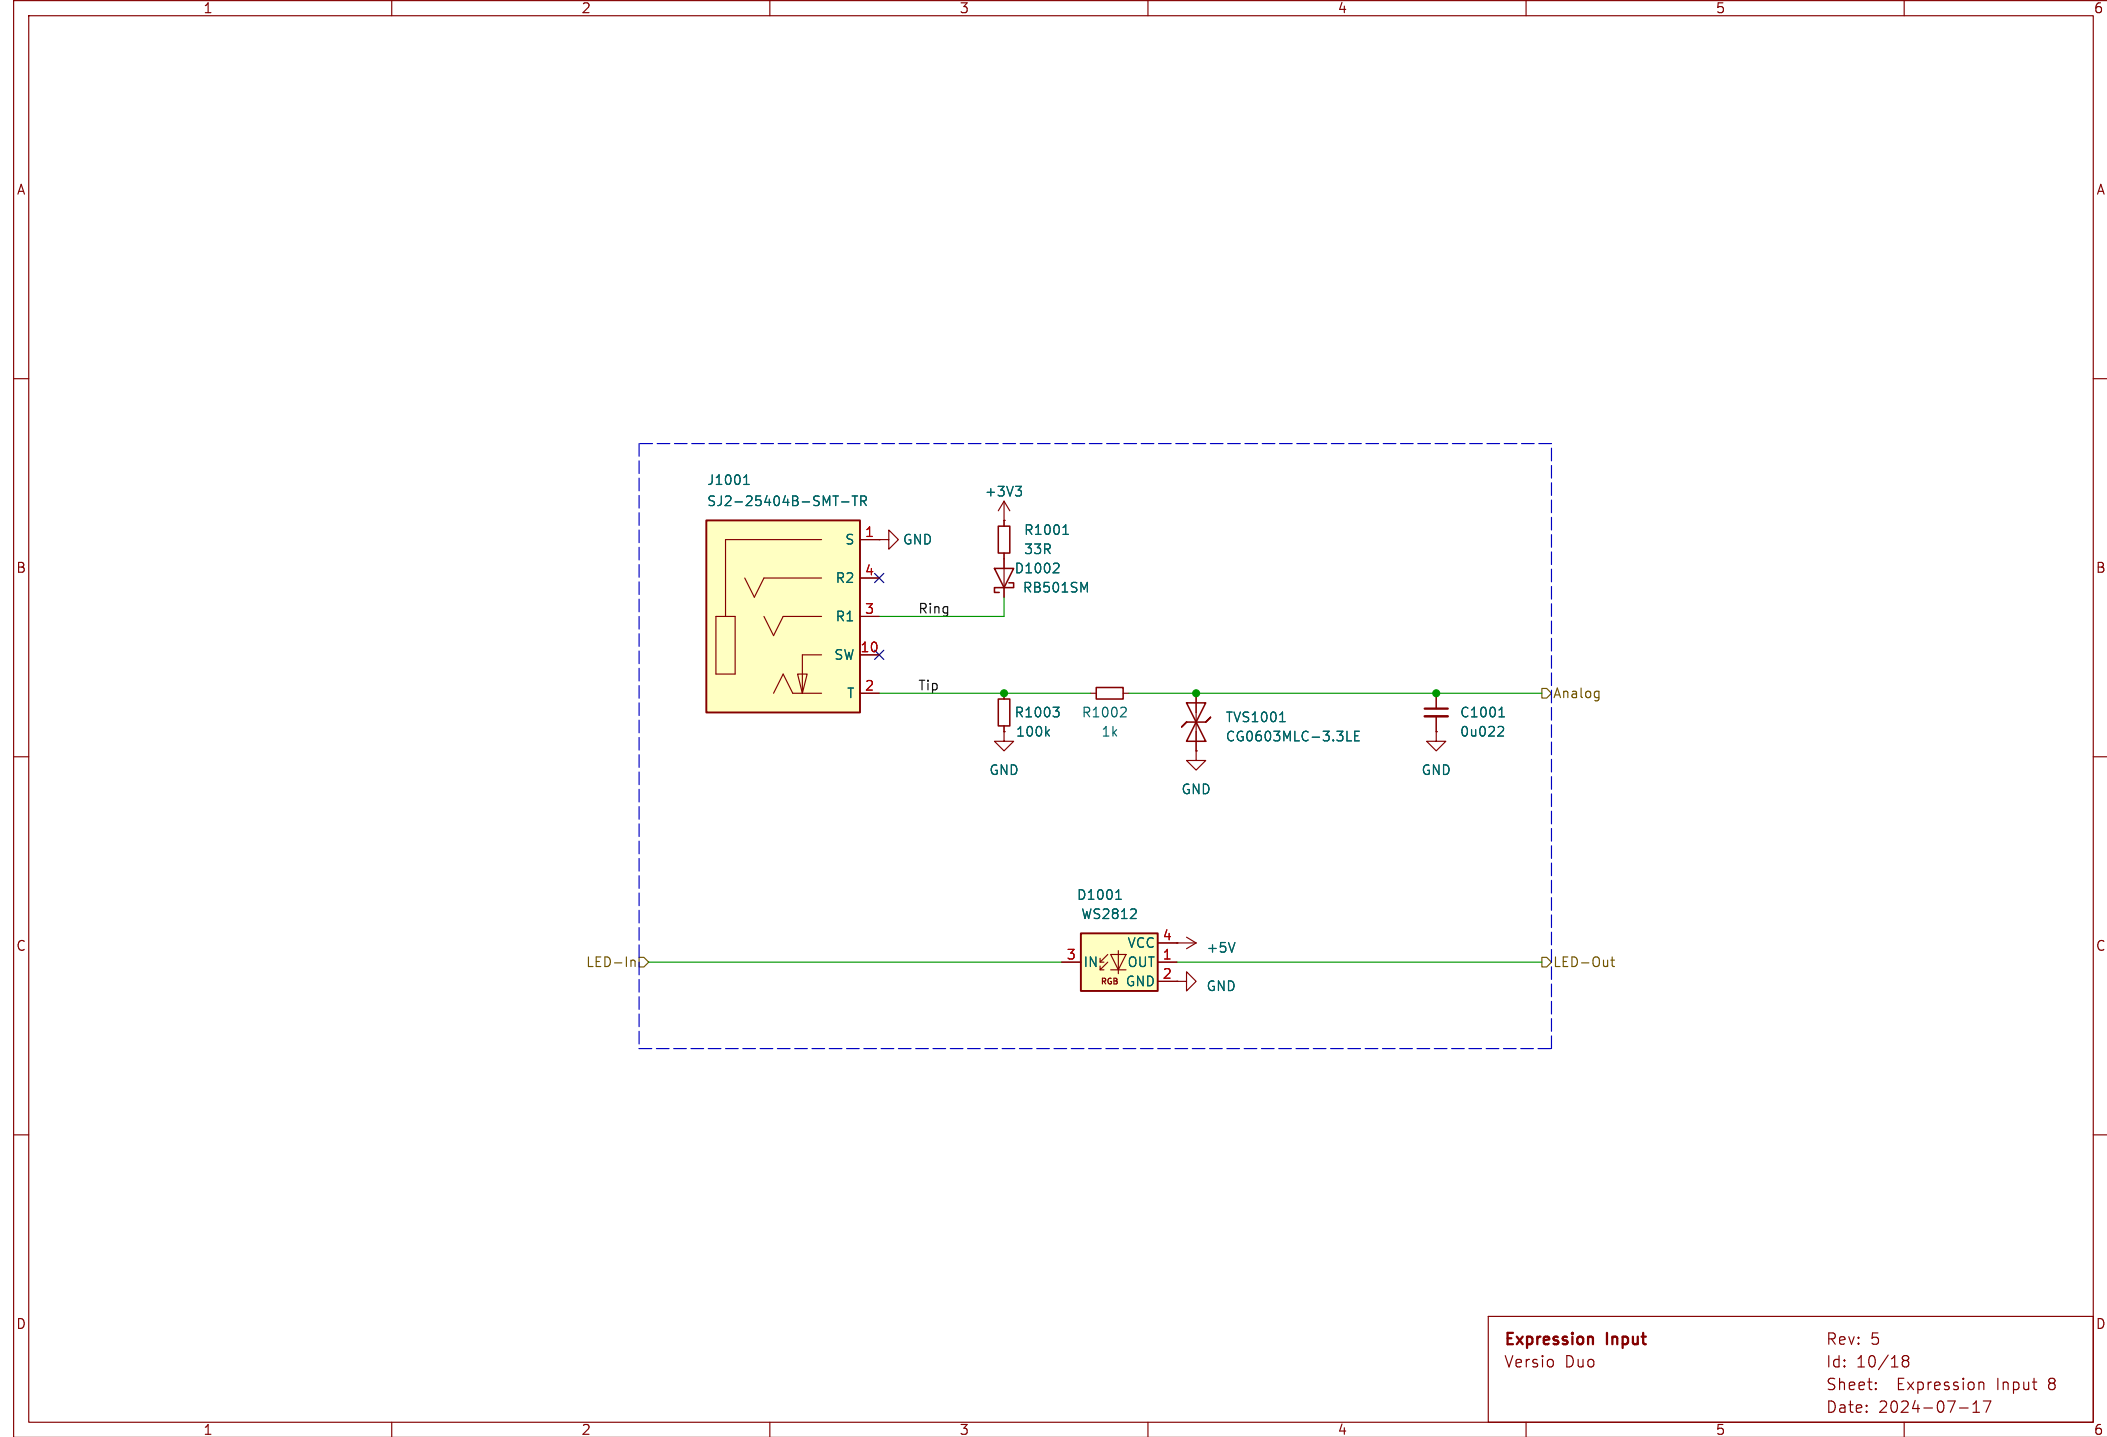 1 2 3 4 5 6
A A
B B
C C
D D
J1001
SJ2-25404B-SMT-TR
S 1 GND
R2 4
R1 3 Ring
SW 10
T 2 Tip
+3V3
R1001
33R
D1002
RB501SM
R1003
100k
GND
R1002
1k
TVS1001
CG0603MLC-3.3LE
GND
C1001
0u022
GND
Analog
D1001
WS2812
LED-In
3 IN
VCC 4 +5V
OUT 1
RGB
GND 2 GND
LED-Out
Expression Input
Versio Duo
Rev: 5
Id: 10/18
Sheet: Expression Input 8
Date: 2024-07-17
1 2 3 4 5 6